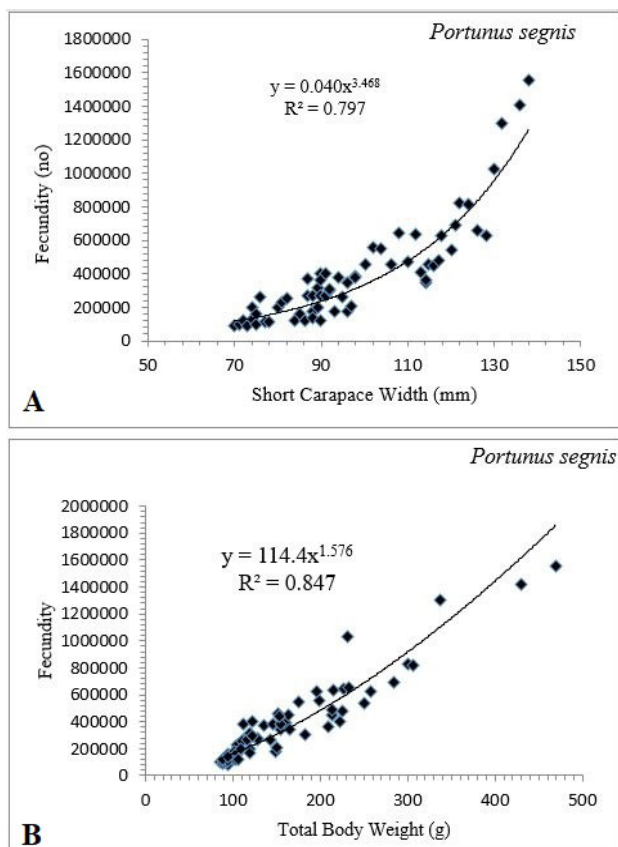 Portunus segnis
y = 0.040x^3.468
R² = 0.797
Fecundity (no)
1800000
1600000
1400000
1200000
1000000
800000
600000
400000
200000
0
50 70 90 110 130 150
Short Carapace Width (mm)
A
Portunus segnis
y = 114.4x^1.576
R² = 0.847
Fecundity
2000000
1800000
1600000
1400000
1200000
1000000
800000
600000
400000
200000
0
0 100 200 300 400 500
Total Body Weight (g)
B